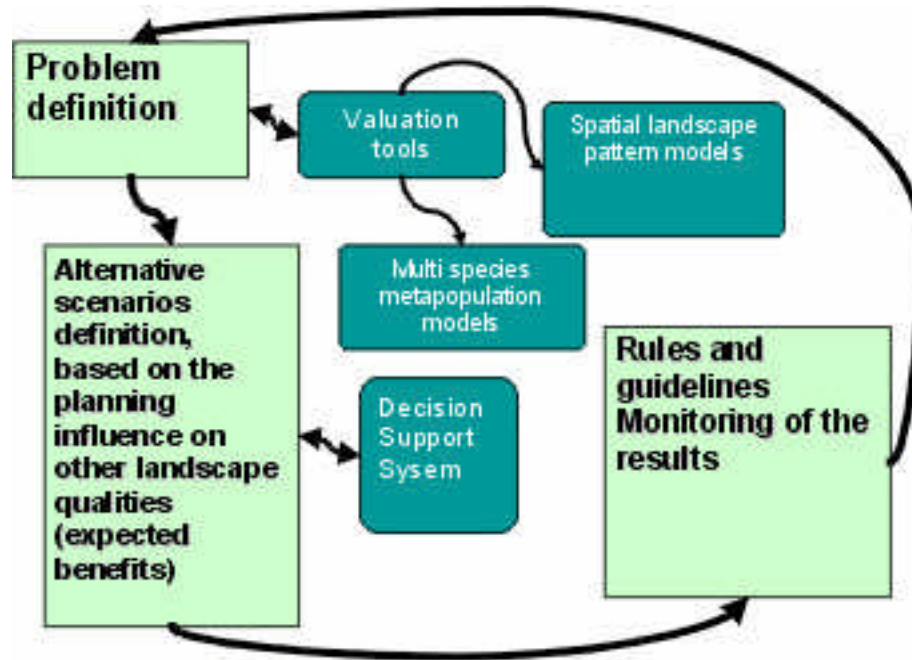 Problem
definition
Valuation
tools
Spatial landscape
pattern models
Alternative
scenarios
definition,
based on the
planning
influence on
other landscape
qualities
(expected
benefits)
Multi species
metapopulation
models
Decision
Support
Sysem
Rules and
guidelines
Monitoring of the
results